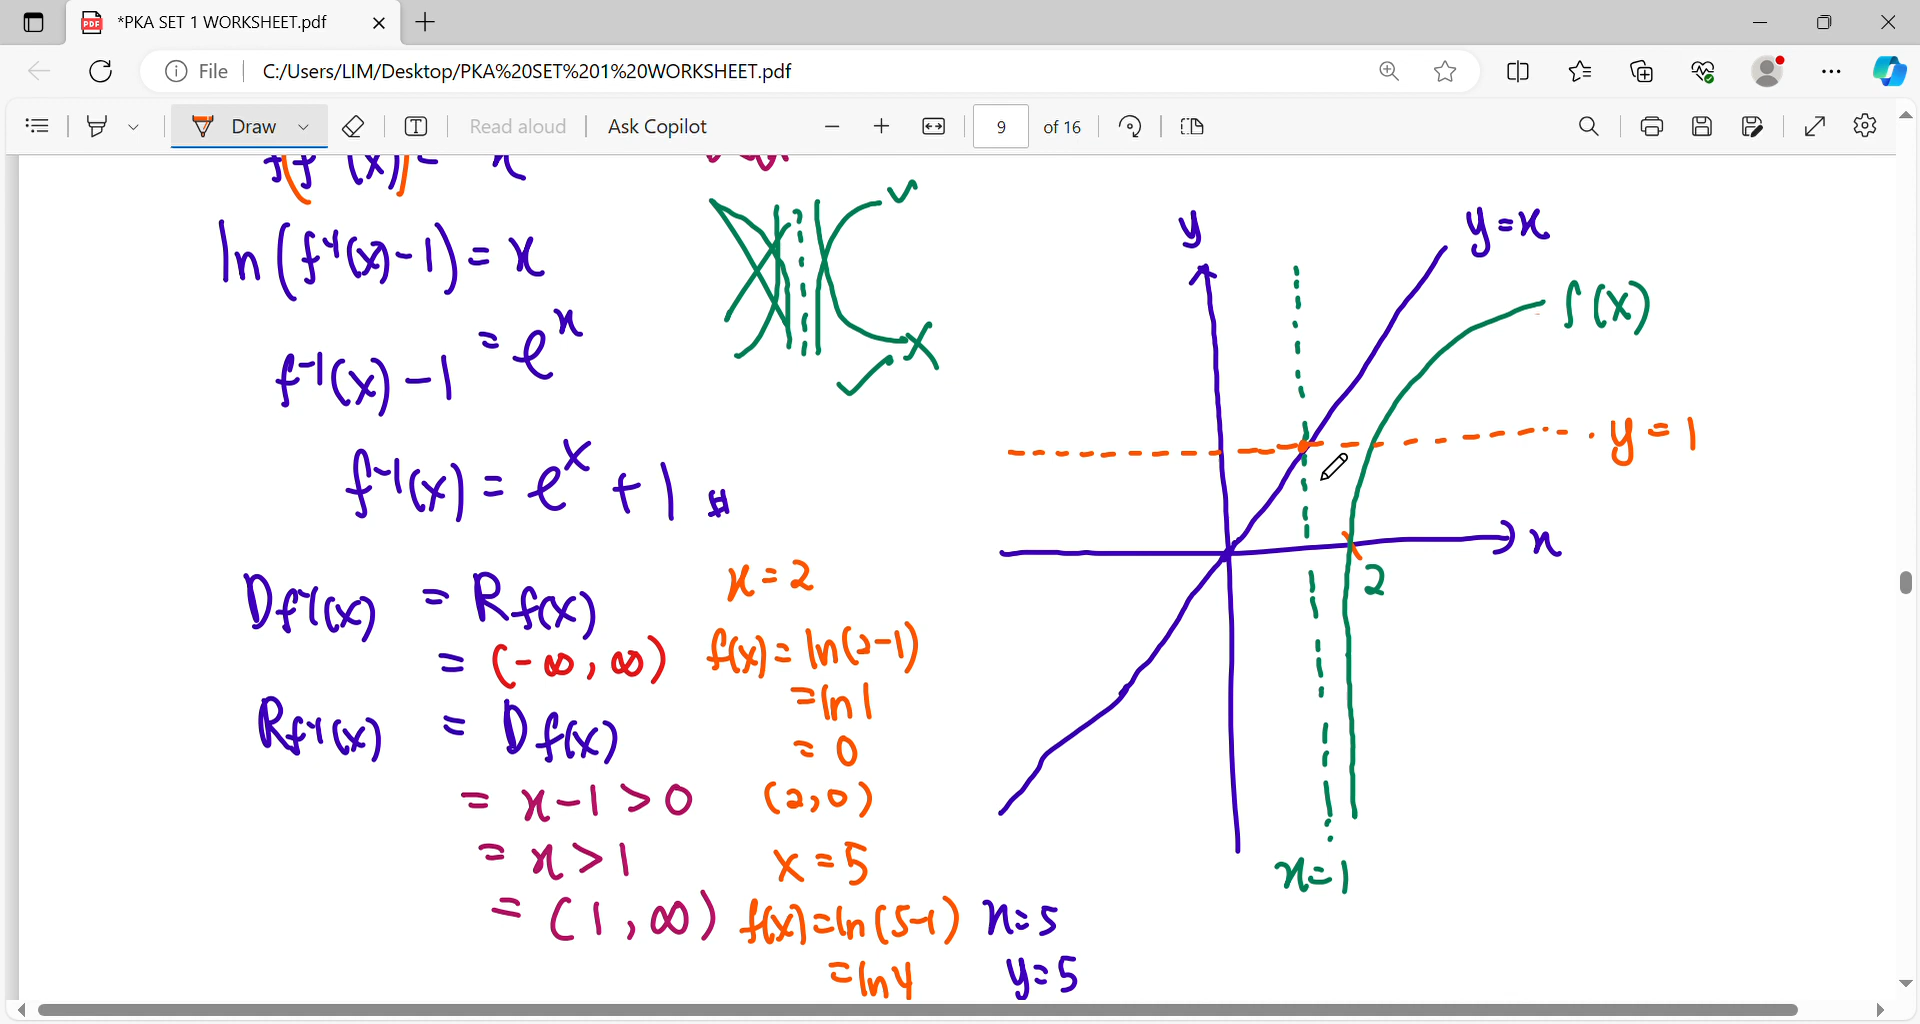 *PKA SET 1 WORKSHEET.pdf
File
C:/Users/LIM/Desktop/PKA%20SET%201%20WORKSHEET.pdf
Draw
Read aloud
Ask Copilot
9
of 16
ln(f⁻¹(x)-1) = x
f⁻¹(x) - 1 = eˣ
f⁻¹(x) = eˣ + 1 #
Df⁻¹(x) = Rf(x)
= (-∞, ∞)
Rf⁻¹(x) = Df(x)
= x-1 > 0
= x > 1
= (1, ∞)
x = 2
f(x) = ln(2-1)
= ln 1
= 0
(2,0)
x = 5
f(x) = ln(5-1)
= ln 4
x = 5
y = 5
y
y = x
f(x)
y = 1
x
2
x = 1